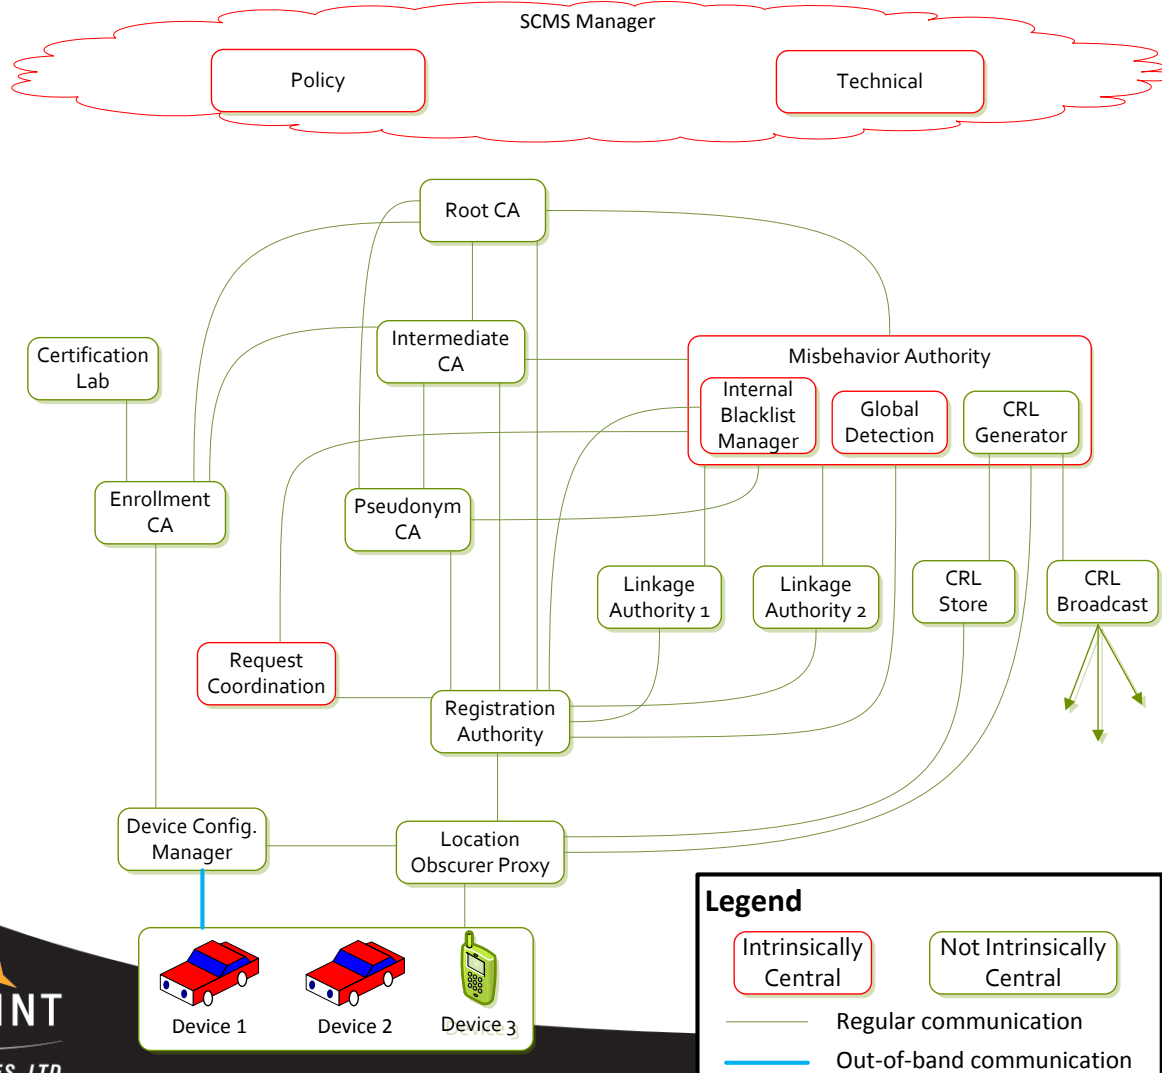 SCMS Manager
Policy
Technical
Root CA
Intermediate
CA
Certification
Lab
Misbehavior Authority
Internal
Blacklist
Manager
Global
Detection
CRL
Generator
Enrollment
CA
Pseudonym
CA
Linkage
Authority 1
Linkage
Authority 2
CRL
Store
CRL
Broadcast
Request
Coordination
Registration
Authority
Device Config.
Manager
Location
Obscurer Proxy
Device 1
Device 2
Device 3
Legend
Intrinsically
Central
Not Intrinsically
Central
Regular communication
Out-of-band communication
INT